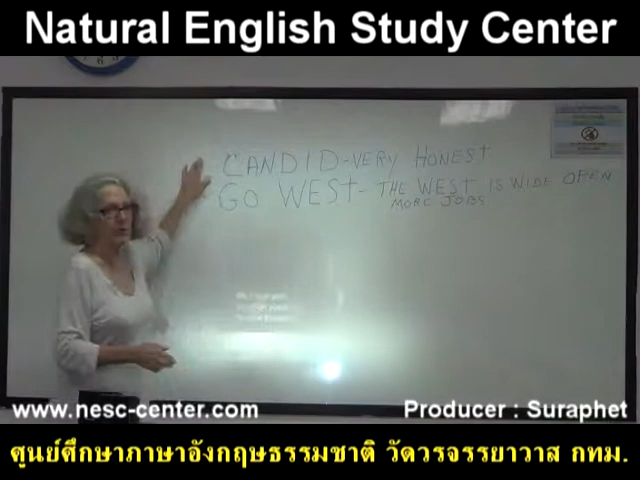 Natural English Study Center
CANDID-VERY HONEST
GO WEST- THE WEST IS WIDE OPEN
MORE JOBS
www.nesc-center.com
Producer : Suraphet
ศูนย์ศึกษาภาษาอังกฤษธรรมชาติ วัดวรจรรยาวาส กทม.